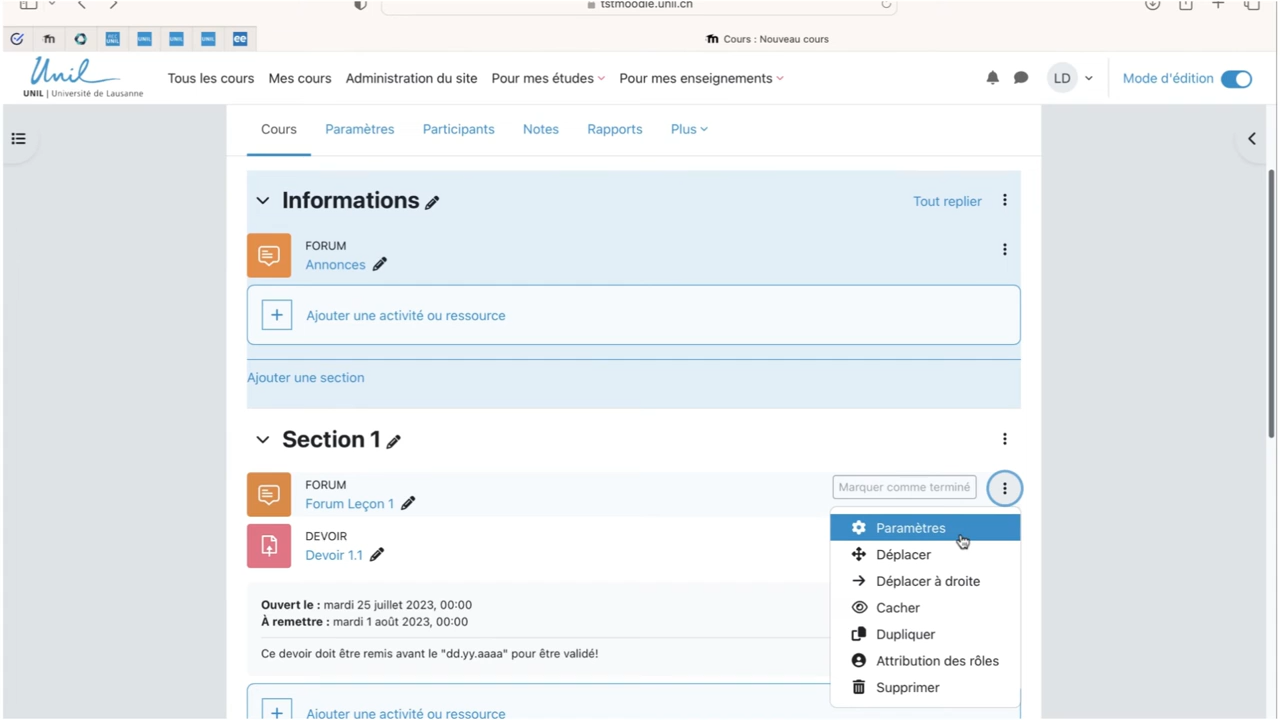 tstmoodle.unil.ch
Cours : Nouveau cours
Unil
UNIL | Université de Lausanne
Tous les cours Mes cours Administration du site Pour mes études Pour mes enseignements LD Mode d'édition
Cours Paramètres Participants Notes Rapports Plus
Informations Tout replier
FORUM
Annonces
Ajouter une activité ou ressource
Ajouter une section
Section 1
FORUM
Forum Leçon 1
Marquer comme terminé
DEVOIR
Devoir 1.1
Ouvert le : mardi 25 juillet 2023, 00:00
À remettre : mardi 1 août 2023, 00:00
Ce devoir doit être remis avant le "dd.yy.aaaa" pour être validé!
Paramètres
Déplacer
Déplacer à droite
Cacher
Dupliquer
Attribution des rôles
Supprimer
Ajouter une activité ou ressource